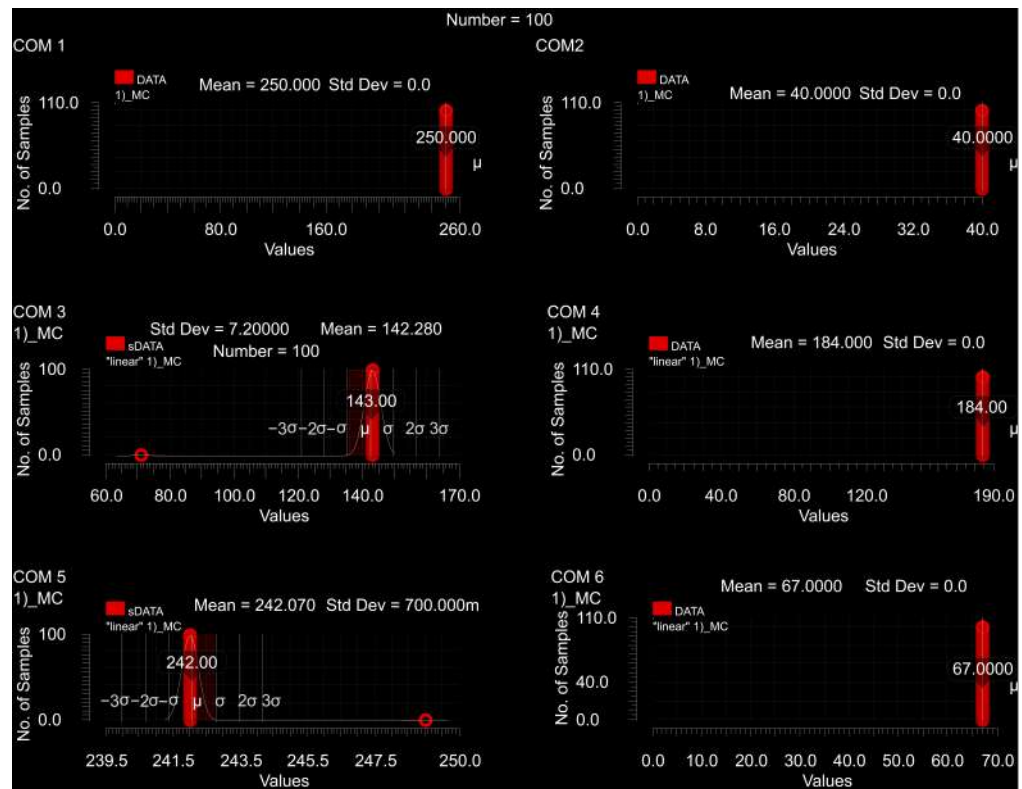 Number = 100
COM 1
DATA
1)_MC
Mean = 250.000 Std Dev = 0.0
No. of Samples
110.0
0.0
250.000
μ
0.0 80.0 160.0 260.0
Values
COM2
DATA
1)_MC
Mean = 40.0000 Std Dev = 0.0
No. of Samples
110.0
0.0
40.0000
μ
0.0 8.0 16.0 24.0 32.0 40.0
Values
COM 3
1)_MC
sDATA
"linear" 1)_MC
Std Dev = 7.20000 Mean = 142.280
Number = 100
No. of Samples
100
0.0
143.00
−3σ −2σ −σ μ σ 2σ 3σ
60.0 80.0 100.0 120.0 140.0 170.0
Values
COM 4
1)_MC
DATA
"linear" 1)_MC
Mean = 184.000 Std Dev = 0.0
No. of Samples
110.0
0.0
184.00
μ
0.0 40.0 80.0 120.0 190.0
Values
COM 5
1)_MC
sDATA
"linear" 1)_MC
Mean = 242.070 Std Dev = 700.000m
No. of Samples
100
0.0
242.00
−3σ −2σ −σ μ σ 2σ 3σ
239.5 241.5 243.5 245.5 247.5 250.0
Values
COM 6
1)_MC
DATA
"linear" 1)_MC
Mean = 67.0000 Std Dev = 0.0
No. of Samples
110.0
40.0
0.0
67.0000
μ
0.0 10.0 20.0 30.0 40.0 50.0 60.0 70.0
Values